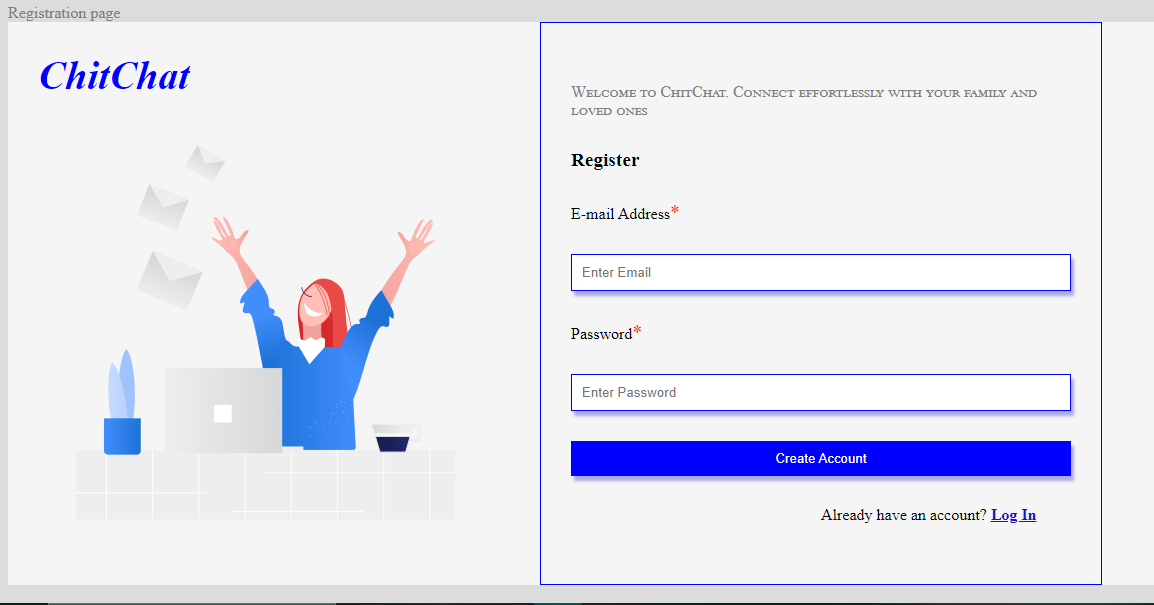 Registration page
ChitChat
Welcome to ChitChat. Connect effortlessly with your family and
loved ones
Register
E-mail Address*
Enter Email
Password*
Enter Password
Create Account
Already have an account? Log In